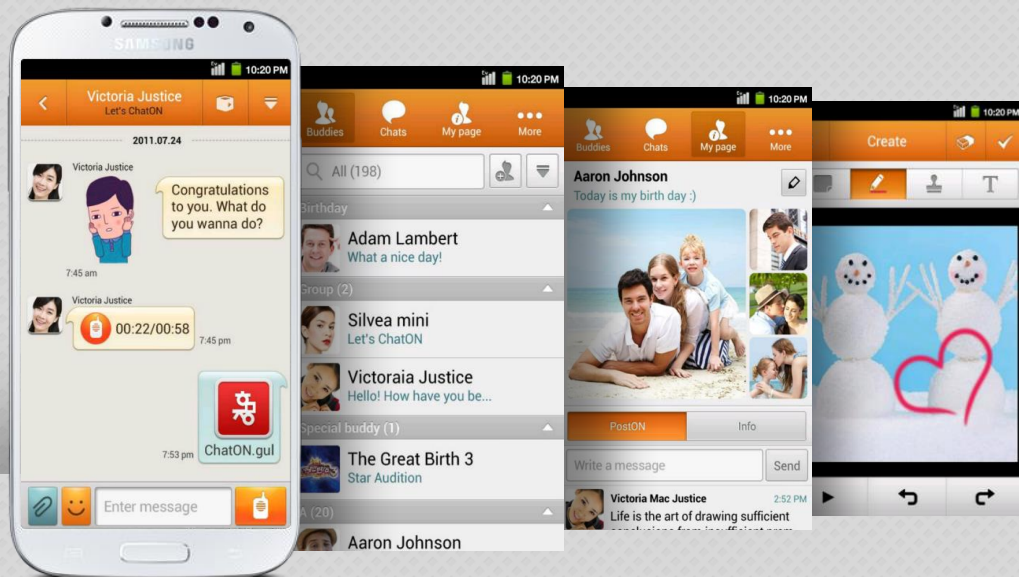 SAMSUNG
10:20 PM
Victoria Justice
Let's ChatON
2011.07.24
Victoria Justice
Congratulations
to you. What do
you wanna do?
7:45 am
Victoria Justice
00:22/00:58
7:45 pm
ChatON.gul
7:53 pm
Enter message
10:20 PM
Buddies
Chats
My page
More
All (198)
Birthday
Adam Lambert
What a nice day!
Group (2)
Silvea mini
Let's ChatON
Victoraia Justice
Hello! How have you be...
Special buddy (1)
The Great Birth 3
Star Audition
A (20)
Aaron Johnson
10:20 PM
Buddies
Chats
My page
More
Aaron Johnson
Today is my birth day :)
PostON
Info
Write a message
Send
Victoria Mac Justice
2:52 PM
Life is the art of drawing sufficient
10:20 PM
Create
T